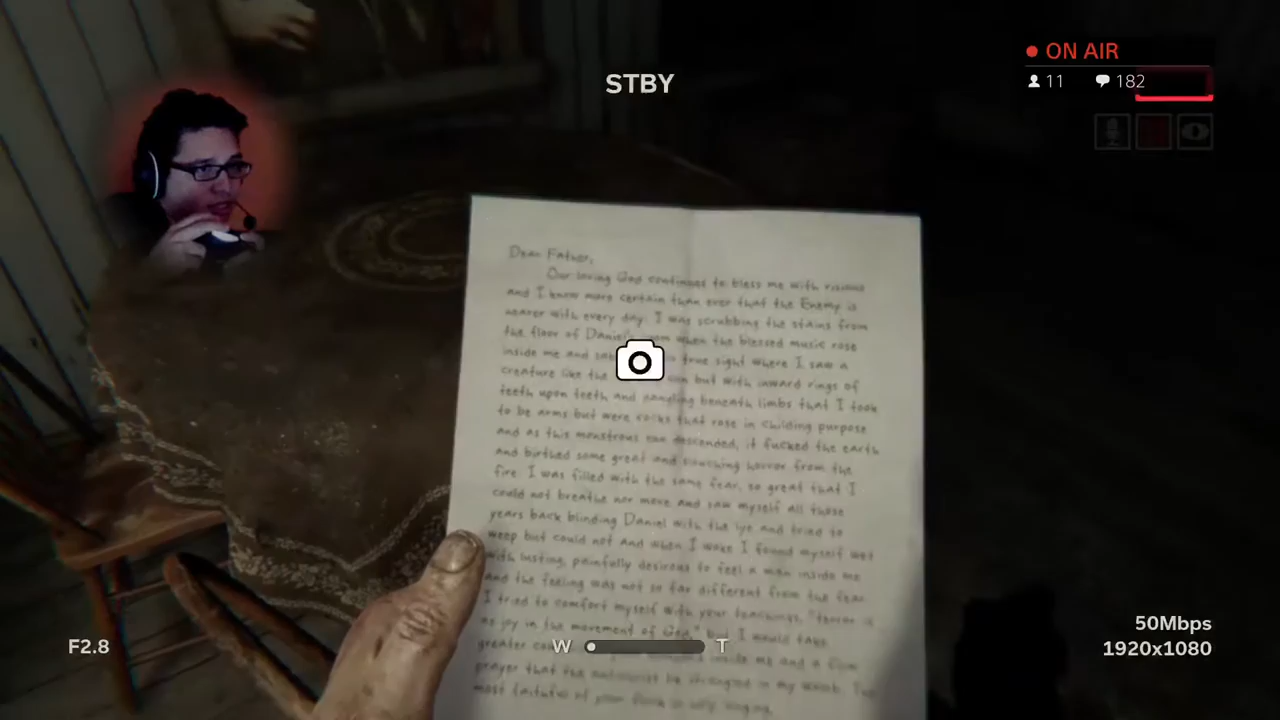 ON AIR
STBY
11 182
Dear Father,
Our loving God continues to bless me with visions
and I know more certain than ever that the Enemy is
nearer with every day. I was scrubbing the stains from
the floor of Daniel's room when the blessed music rose
inside me and true sight where I saw a
creature like the but with inward rings of
teeth upon teeth and dangling beneath limbs that I took
to be arms but were cocks that rose in childing purpose
and as this monstrous descended, it fucked the earth
and birthed some great and slouching horror from the
fire. I was filled with the same fear, so great that I
could not breathe nor move and saw myself all those
years back blinding Daniel with the lye and tried to
weep but could not and when I woke I found myself wet
with lusting, painfully desirous to feel a man inside me
and the feeling was not so far different from the fear.
I tried to comfort myself with your teachings, "terror is
as joy in the movement of God" but I would take
greater inside me and a firm
prayer that the be strangled in my womb. The
most faithful of your flock
F2.8
W T
50Mbps
1920x1080